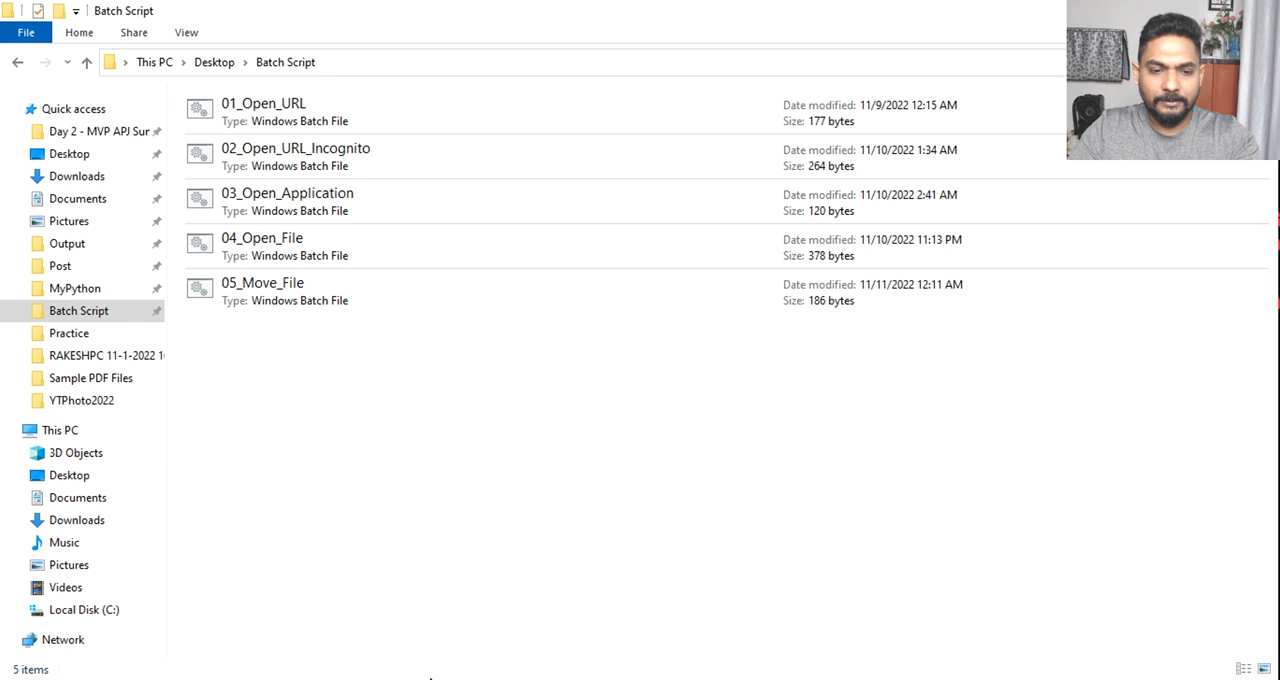 Batch Script
File Home Share View
This PC Desktop Batch Script
Quick access
Day 2 - MVP APJ Sur
Desktop
Downloads
Documents
Pictures
Output
Post
MyPython
Batch Script
Practice
RAKESHPC 11-1-2022 1
Sample PDF Files
YTPhoto2022
This PC
3D Objects
Desktop
Documents
Downloads
Music
Pictures
Videos
Local Disk (C:)
Network
01_Open_URL Date modified: 11/9/2022 12:15 AM
Type: Windows Batch File Size: 177 bytes
02_Open_URL_Incognito Date modified: 11/10/2022 1:34 AM
Type: Windows Batch File Size: 264 bytes
03_Open_Application Date modified: 11/10/2022 2:41 AM
Type: Windows Batch File Size: 120 bytes
04_Open_File Date modified: 11/10/2022 11:13 PM
Type: Windows Batch File Size: 378 bytes
05_Move_File Date modified: 11/11/2022 12:11 AM
Type: Windows Batch File Size: 186 bytes
5 items